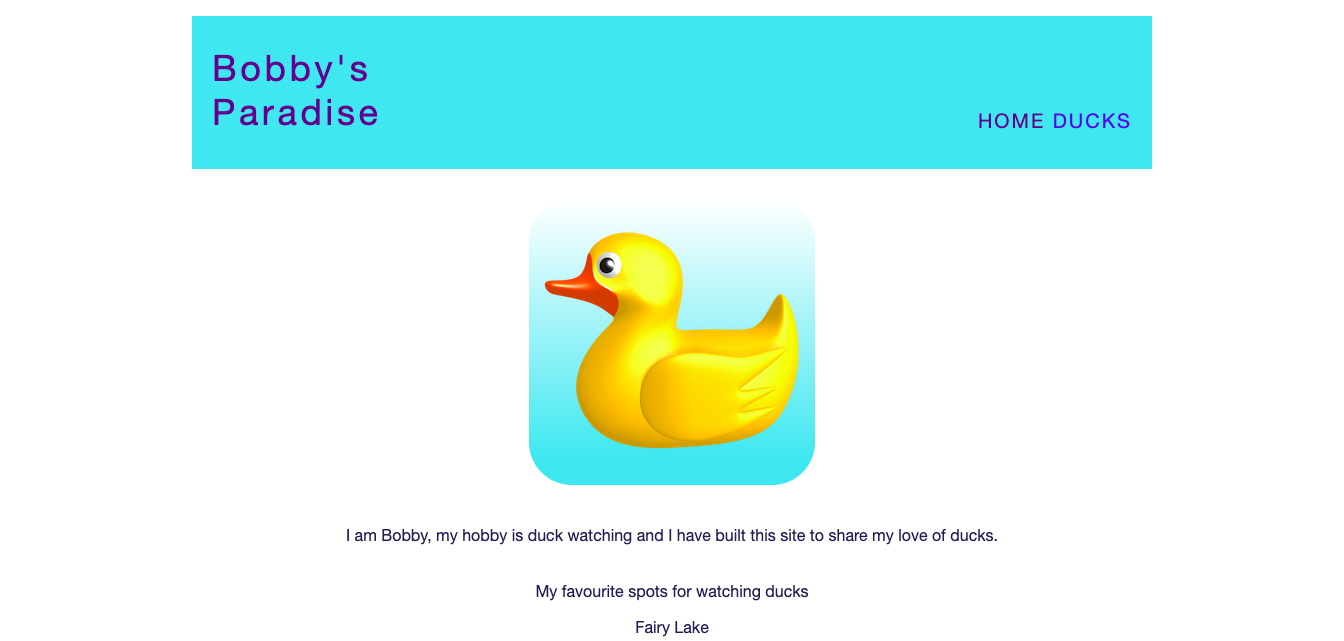 Bobby's
Paradise
HOME DUCKS
I am Bobby, my hobby is duck watching and I have built this site to share my love of ducks.
My favourite spots for watching ducks
Fairy Lake